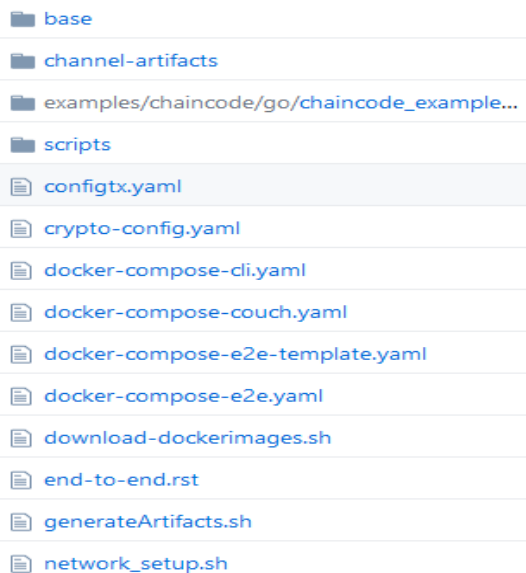 base
channel-artifacts
examples/chaincode/go/chaincode_example...
scripts
configtx.yaml
crypto-config.yaml
docker-compose-cli.yaml
docker-compose-couch.yaml
docker-compose-e2e-template.yaml
docker-compose-e2e.yaml
download-dockerimages.sh
end-to-end.rst
generateArtifacts.sh
network_setup.sh